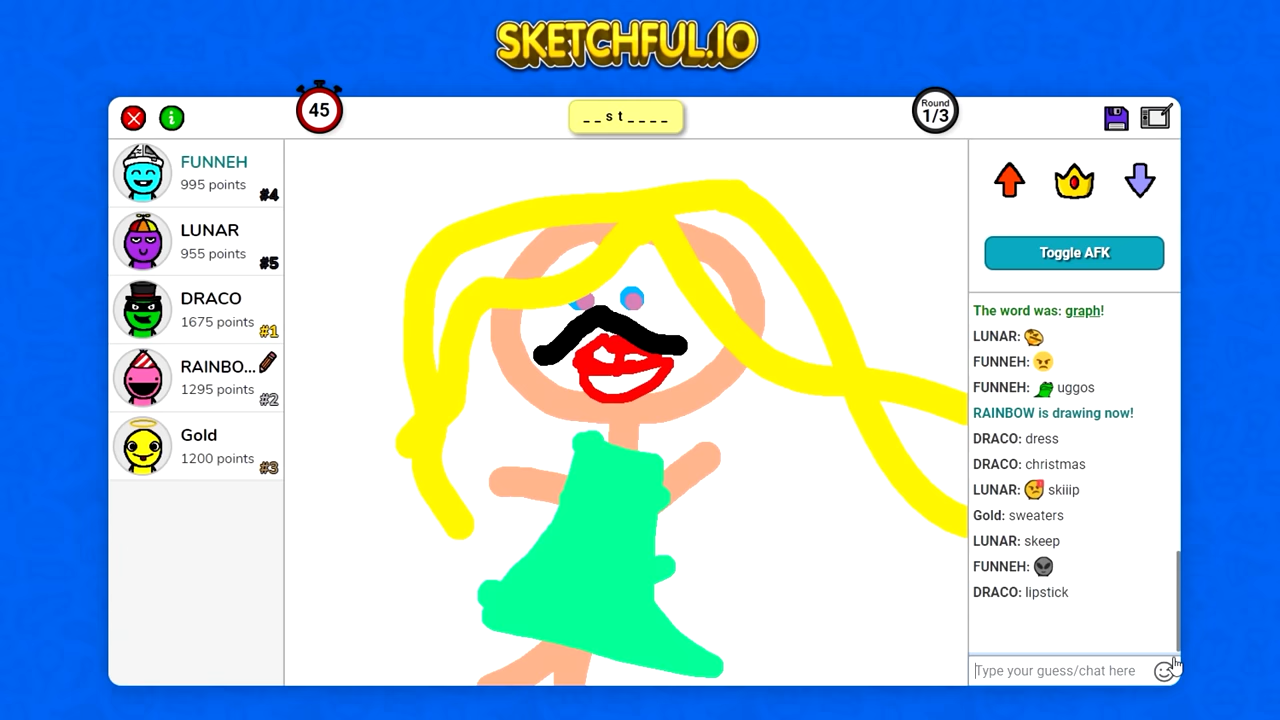 SKETCHFUL.IO
45
_ _ s t _ _ _ _
Round
1/3
FUNNEH
995 points
#4
LUNAR
955 points
#5
DRACO
1675 points
#1
RAINBO...
1295 points
#2
Gold
1200 points
#3
Toggle AFK
The word was: graph!
LUNAR:
FUNNEH:
FUNNEH: uggos
RAINBOW is drawing now!
DRACO: dress
DRACO: christmas
LUNAR: skiiip
Gold: sweaters
LUNAR: skeep
FUNNEH:
DRACO: lipstick
Type your guess/chat here